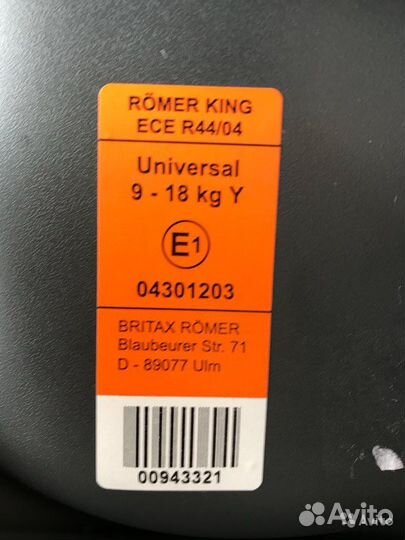 RÖMER KING
ECE R44/04
Universal
9 - 18 kg Y
E1
04301203
BRITAX RÖMER
Blaubeurer Str. 71
D - 89077 Ulm
00943321
Avito
Avito